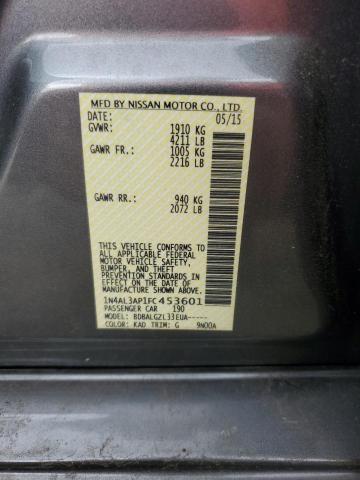 MFD BY NISSAN MOTOR CO., LTD.
DATE: 05/15
GVWR: 1910 KG
4211 LB
GAWR FR.: 1005 KG
2216 LB
GAWR RR.: 940 KG
2072 LB
THIS VEHICLE CONFORMS TO
ALL APPLICABLE FEDERAL
MOTOR VEHICLE SAFETY,
BUMPER, AND THEFT
PREVENTION STANDARDS IN
EFFECT ON THE DATE OF
MANUFACTURE SHOWN ABOVE.
1N4AL3AP1FC453601
PASSENGER CAR 190
MODEL: BDBALGZL33EUA-----
COLOR: KAD TRIM: G 9N00A